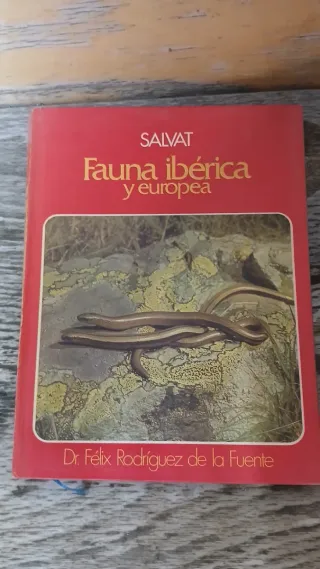 SALVAT
Fauna ibérica
y europea
Dr. Félix Rodríguez de la Fuente